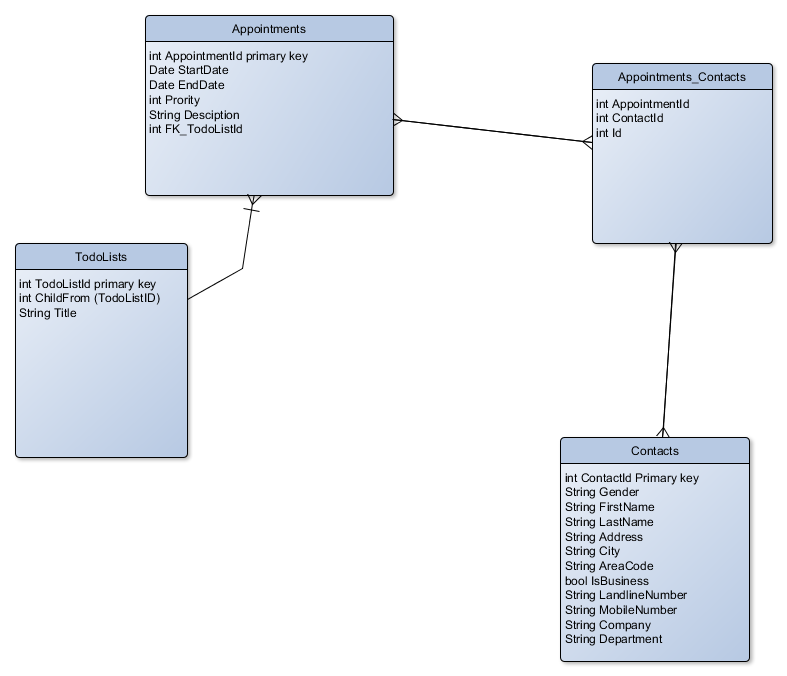 Appointments
int AppointmentId primary key
Date StartDate
Date EndDate
int Prority
String Desciption
int FK_TodoListId
Appointments_Contacts
int AppointmentId
int ContactId
int Id
TodoLists
int TodoListId primary key
int ChildFrom (TodoListID)
String Title
Contacts
int ContactId Primary key
String Gender
String FirstName
String LastName
String Address
String City
String AreaCode
bool IsBusiness
String LandlineNumber
String MobileNumber
String Company
String Department